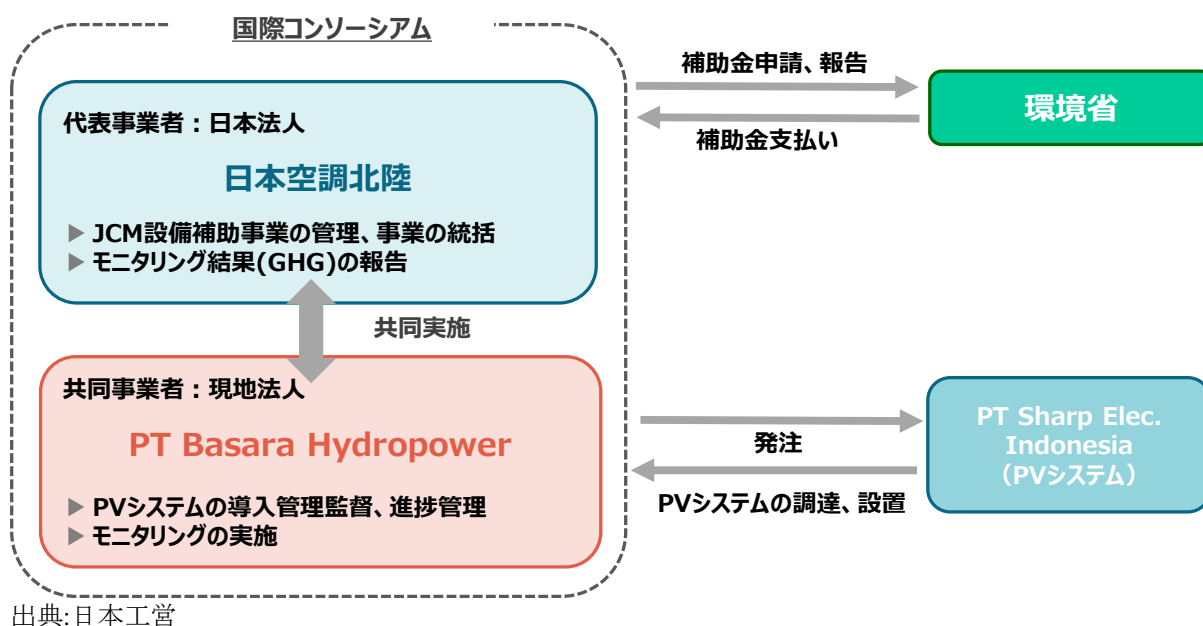 国際コンソーシアム
代表事業者：日本法人
日本空調北陸
▶ JCM設備補助事業の管理、事業の統括
▶ モニタリング結果(GHG)の報告
共同実施
共同事業者：現地法人
PT Basara Hydropower
▶ PVシステムの導入管理監督、進捗管理
▶ モニタリングの実施
補助金申請、報告
補助金支払い
環境省
発注
PVシステムの調達、設置
PT Sharp Elec.
Indonesia
（PVシステム）
出典:日本工営